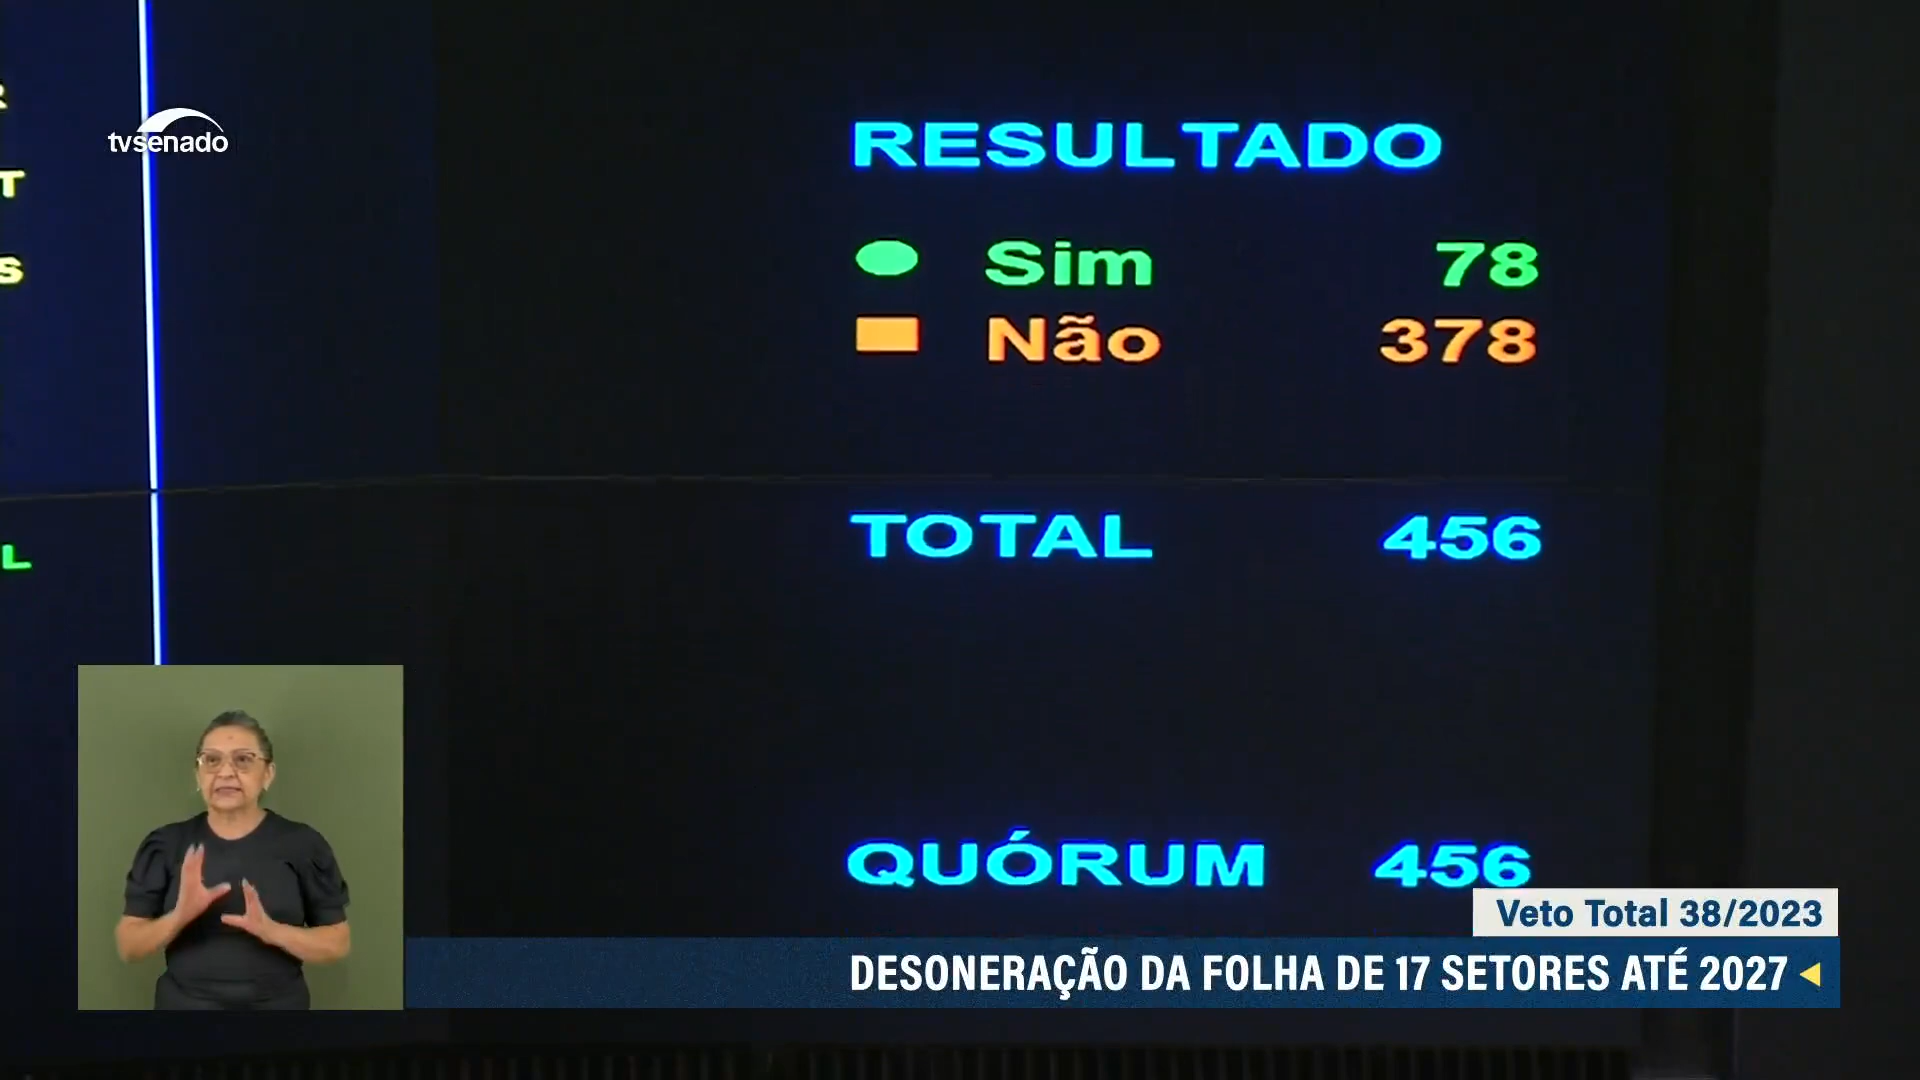 tvsenado
RESULTADO
Sim 78
Não 378
TOTAL 456
QUÓRUM 456
Veto Total 38/2023
DESONERAÇÃO DA FOLHA DE 17 SETORES ATÉ 2027
T
S
L